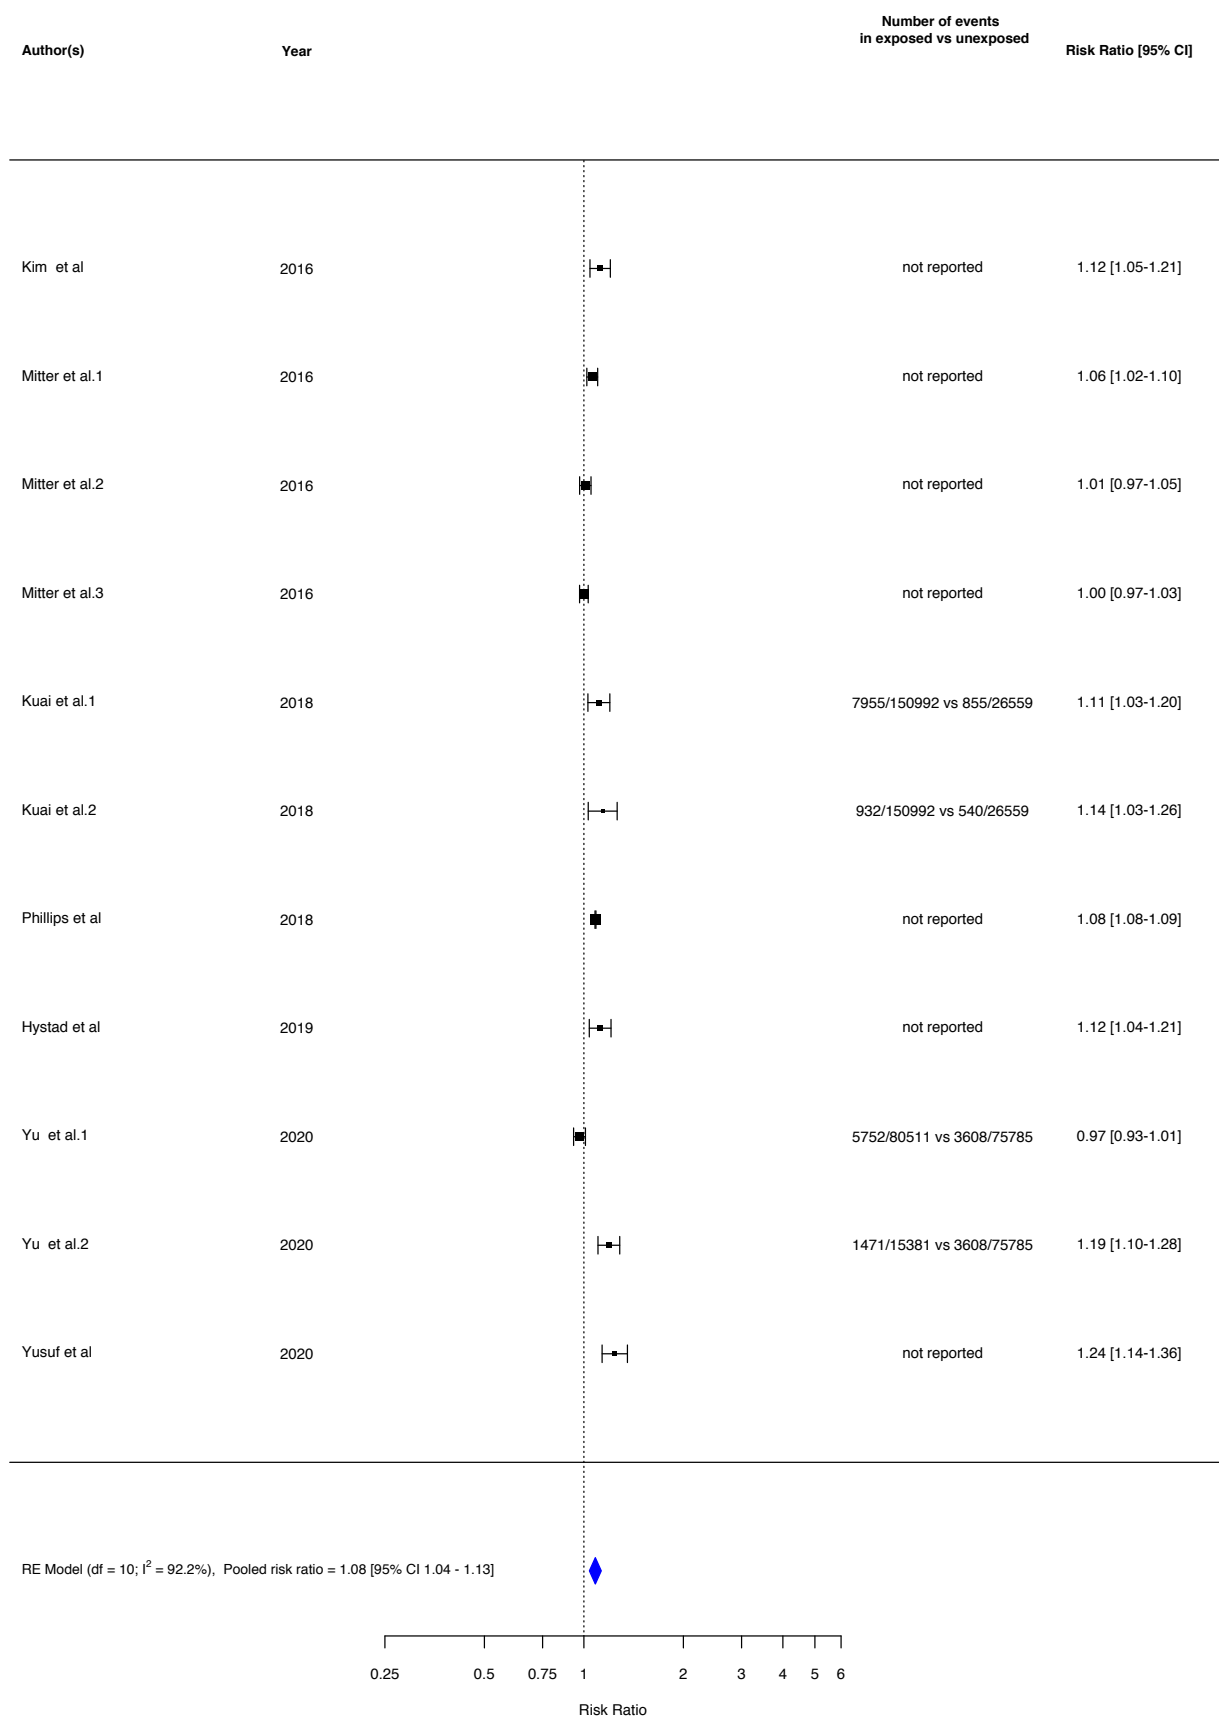 Number of events
in exposed vs unexposed
Author(s) Year Risk Ratio [95% CI]
Kim et al 2016 not reported 1.12 [1.05-1.21]
Mitter et al.1 2016 not reported 1.06 [1.02-1.10]
Mitter et al.2 2016 not reported 1.01 [0.97-1.05]
Mitter et al.3 2016 not reported 1.00 [0.97-1.03]
Kuai et al.1 2018 7955/150992 vs 855/26559 1.11 [1.03-1.20]
Kuai et al.2 2018 932/150992 vs 540/26559 1.14 [1.03-1.26]
Phillips et al 2018 not reported 1.08 [1.08-1.09]
Hystad et al 2019 not reported 1.12 [1.04-1.21]
Yu et al.1 2020 5752/80511 vs 3608/75785 0.97 [0.93-1.01]
Yu et al.2 2020 1471/15381 vs 3608/75785 1.19 [1.10-1.28]
Yusuf et al 2020 not reported 1.24 [1.14-1.36]
RE Model (df = 10; I² = 92.2%), Pooled risk ratio = 1.08 [95% CI 1.04 - 1.13]
0.25 0.5 0.75 1 2 3 4 5 6
Risk Ratio